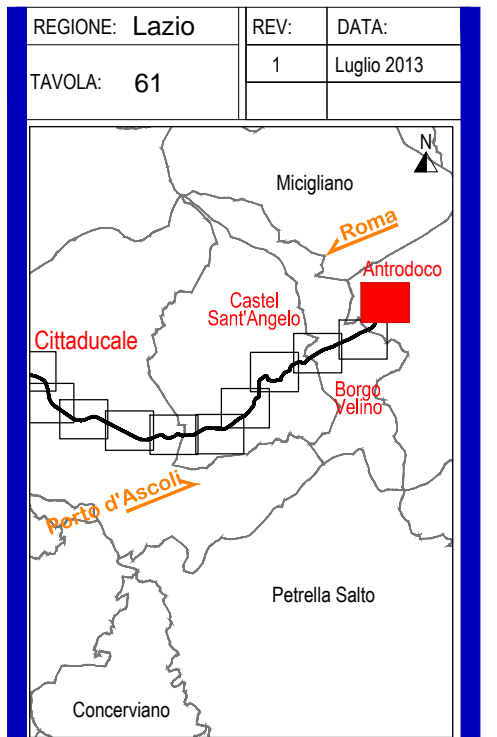 REGIONE: Lazio
REV:
DATA:
TAVOLA: 61
1
Luglio 2013
N
Micigliano
Roma
Antrodoco
Castel
Sant'Angelo
Cittaducale
Borgo
Velino
Porto d'Ascoli
Petrella Salto
Concerviano